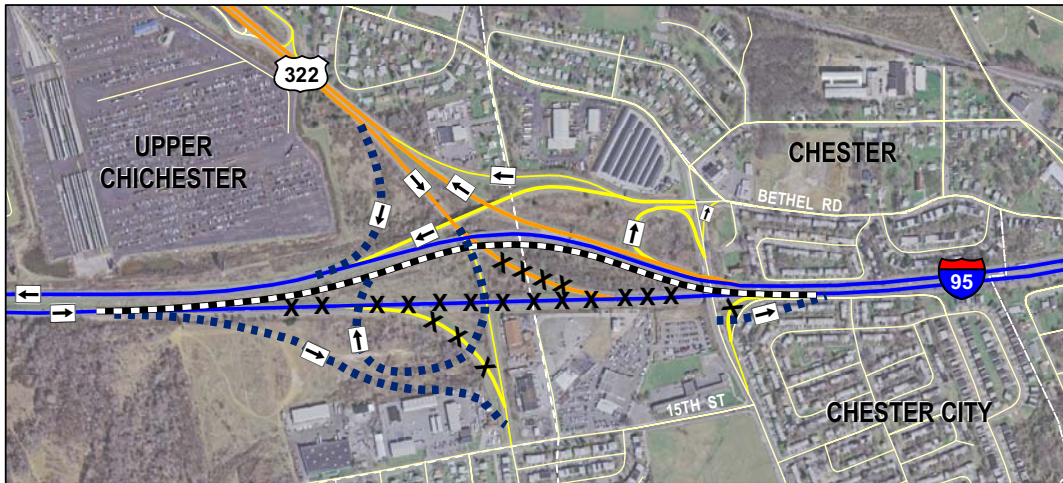 322
UPPER
CHICHESTER
CHESTER
BETHEL RD
95
15TH ST
CHESTER CITY